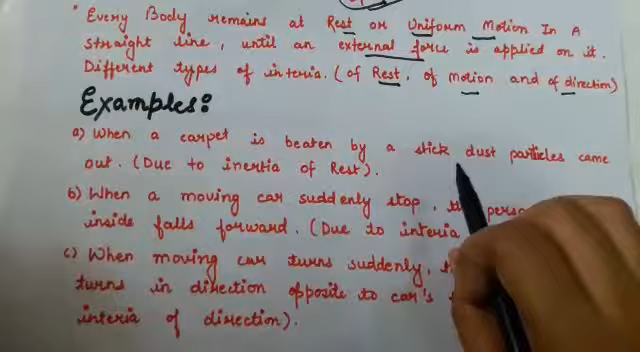 Every Body remains at Rest or Uniform Motion In A
straight line, until an external force is applied on it.
Different types of interia. (of Rest, of motion and of direction)
Examples:
a) When a carpet is beaten by a stick dust particles came
out. (Due to inertia of Rest).
b) When a moving car suddenly stop, the
inside falls forward. (Due to interia
c) When moving car turns suddenly,
turns in direction opposite to car's
interia of direction).